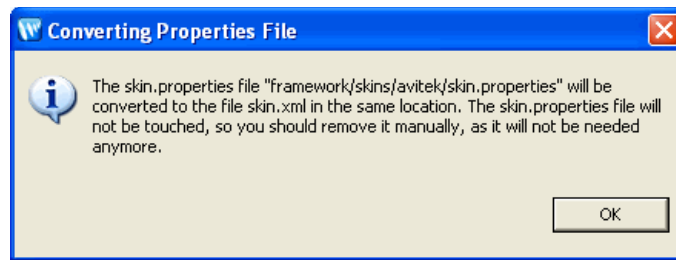 Converting Properties File
The skin.properties file "framework/skins/avitek/skin.properties" will be
converted to the file skin.xml in the same location. The skin.properties file will
not be touched, so you should remove it manually, as it will not be needed
anymore.
OK